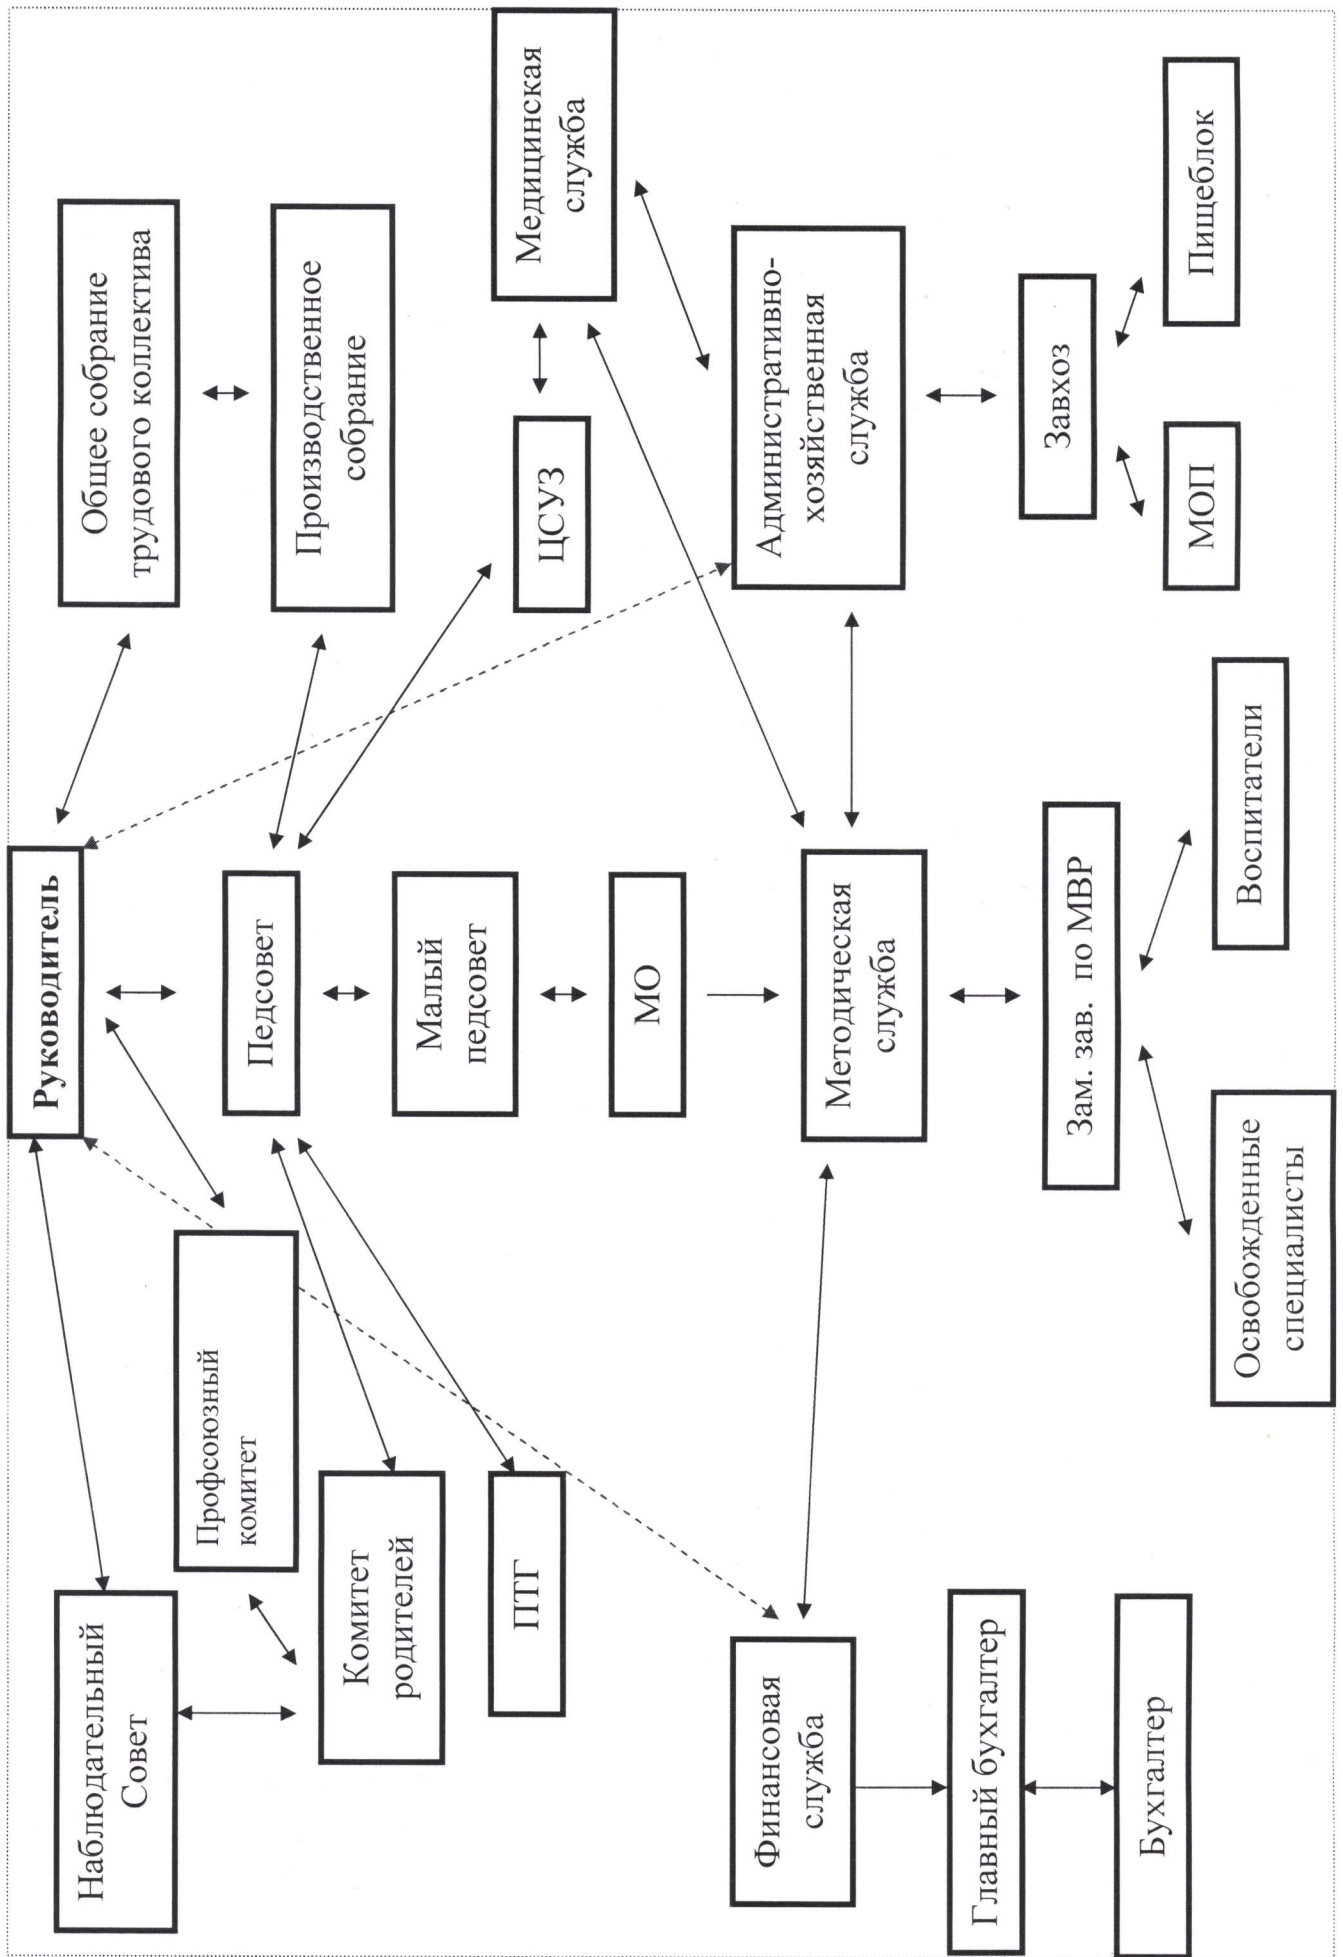 Руководитель
Наблюдательный
Совет
Общее собрание
трудового коллектива
Профсоюзный
комитет
Педсовет
Производственное
собрание
Комитет
родителей
Малый
педсовет
ПТГ
ЦСУЗ
Медицинская
служба
МО
Финансовая
служба
Методическая
служба
Административно-
хозяйственная
служба
Главный бухгалтер
Зам. зав. по МВР
Завхоз
Бухгалтер
Освобожденные
специалисты
Воспитатели
МОП
Пищеблок